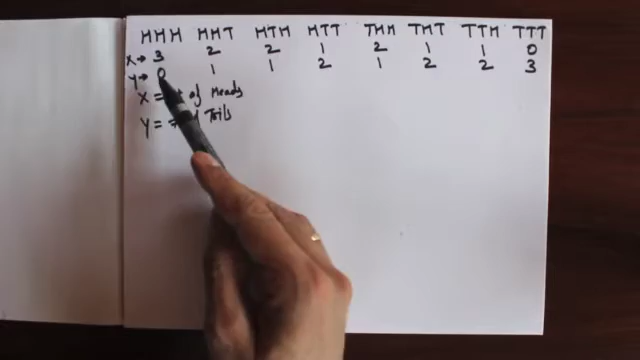 HHH HHT HTH HTT THH THT TTH TTT
X → 3 2 2 1 2 1 1 0
Y → 0 1 1 2 1 2 2 3
X = of Heads
Y = Tails